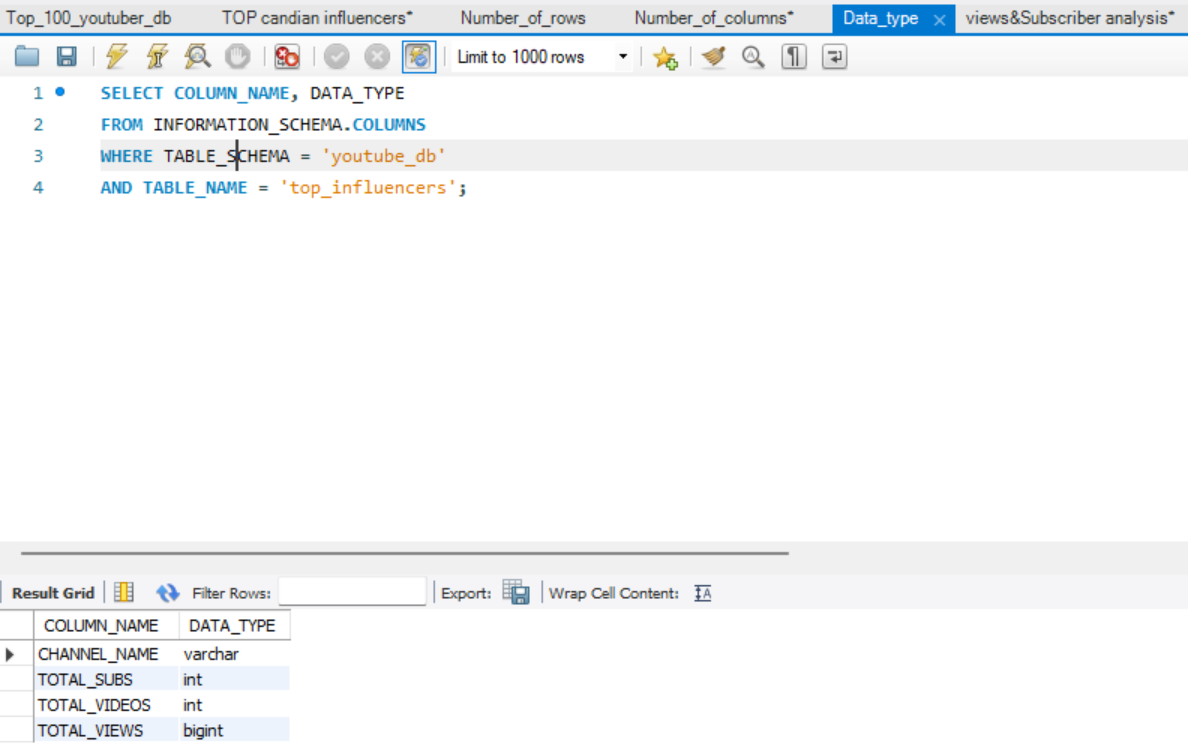 Top_100_youtuber_db TOP candian influencers* Number_of_rows Number_of_columns* Data_type × views&Subscriber analysis*
Limit to 1000 rows
1 SELECT COLUMN_NAME, DATA_TYPE
2 FROM INFORMATION_SCHEMA.COLUMNS
3 WHERE TABLE_SCHEMA = 'youtube_db'
4 AND TABLE_NAME = 'top_influencers';
Result Grid Filter Rows: Export: Wrap Cell Content: IA
COLUMN_NAME DATA_TYPE
CHANNEL_NAME varchar
TOTAL_SUBS int
TOTAL_VIDEOS int
TOTAL_VIEWS bigint